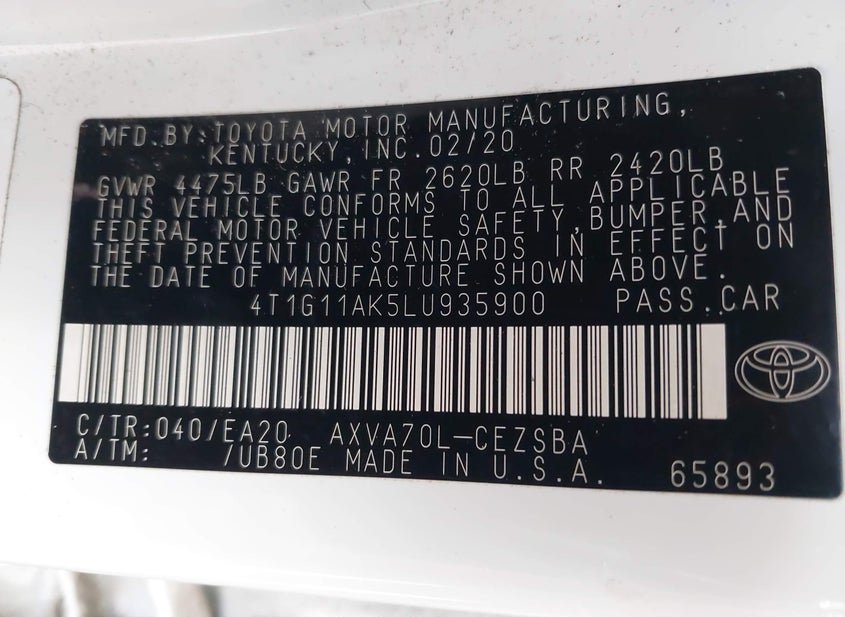 MFD.BY:TOYOTA MOTOR MANUFACTURING,
KENTUCKY,INC.02/20
GVWR 4475LB GAWR FR 2620LB RR 2420LB
THIS VEHICLE CONFORMS TO ALL APPLICABLE
FEDERAL MOTOR VEHICLE SAFETY,BUMPER,AND
THEFT PREVENTION STANDARDS IN EFFECT ON
THE DATE OF MANUFACTURE SHOWN ABOVE.
4T1G11AK5LU935900 PASS.CAR
C/TR:040/EA20 AXVA70L-CEZSBA
A/TM: /UB80E MADE IN U.S.A. 65893